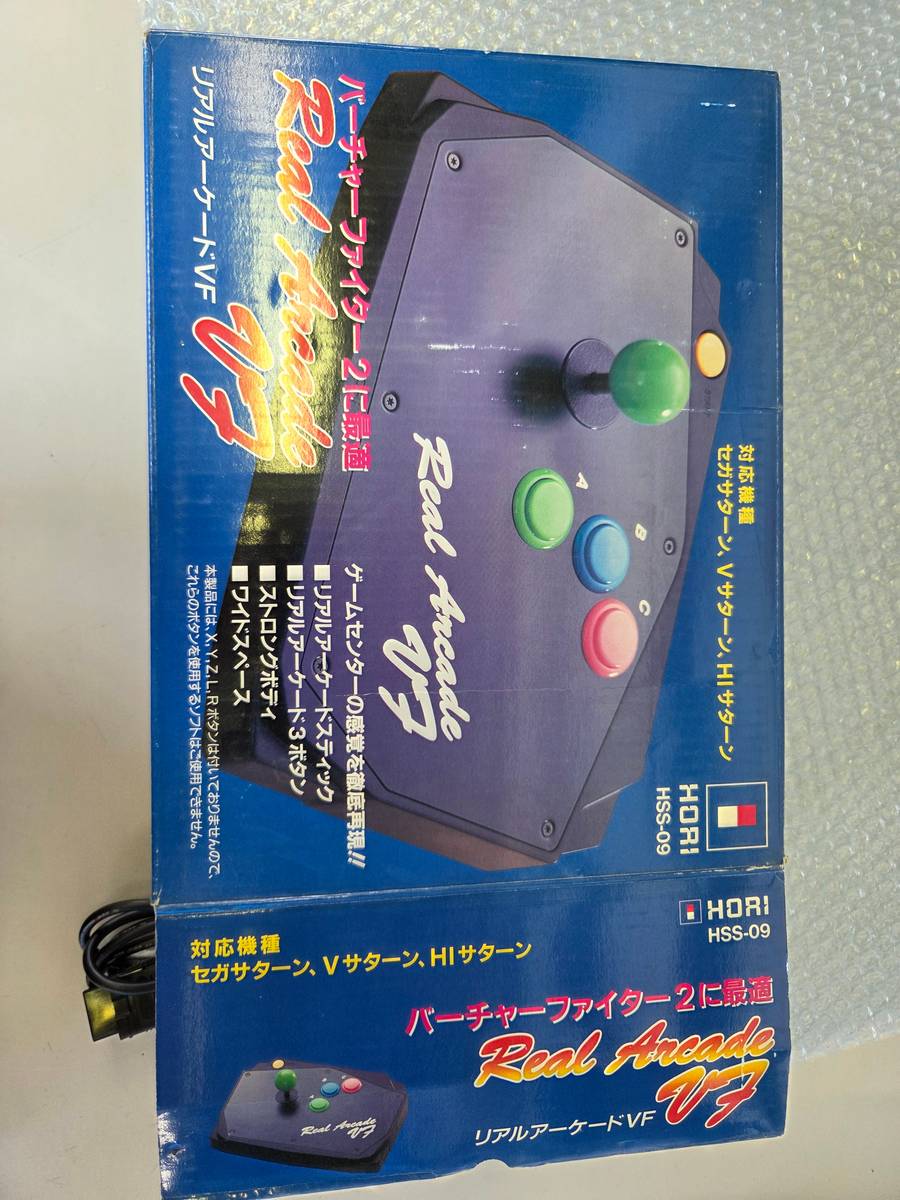 対応機種
セガサターン、Vサターン、HIサターン
HORI
HSS-09
A
B
C
Real Arcade
VF
バーチャーファイター2に最適
Real Arcade
VF
リアルアーケードVF
ゲームセンターの感覚を徹底再現!!
■リアルアーケードスティック
■リアルアーケード3ボタン
■ストロングボディ
■ワイドスペース
本製品には、X,Y,Z,L,Rボタンは付いておりませんので、
これらのボタンを使用するソフトはご使用できません。
HORI
HSS-09
対応機種
セガサターン、Vサターン、HIサターン
バーチャーファイター2に最適
Real Arcade
VF
リアルアーケードVF
Real Arcade
VF